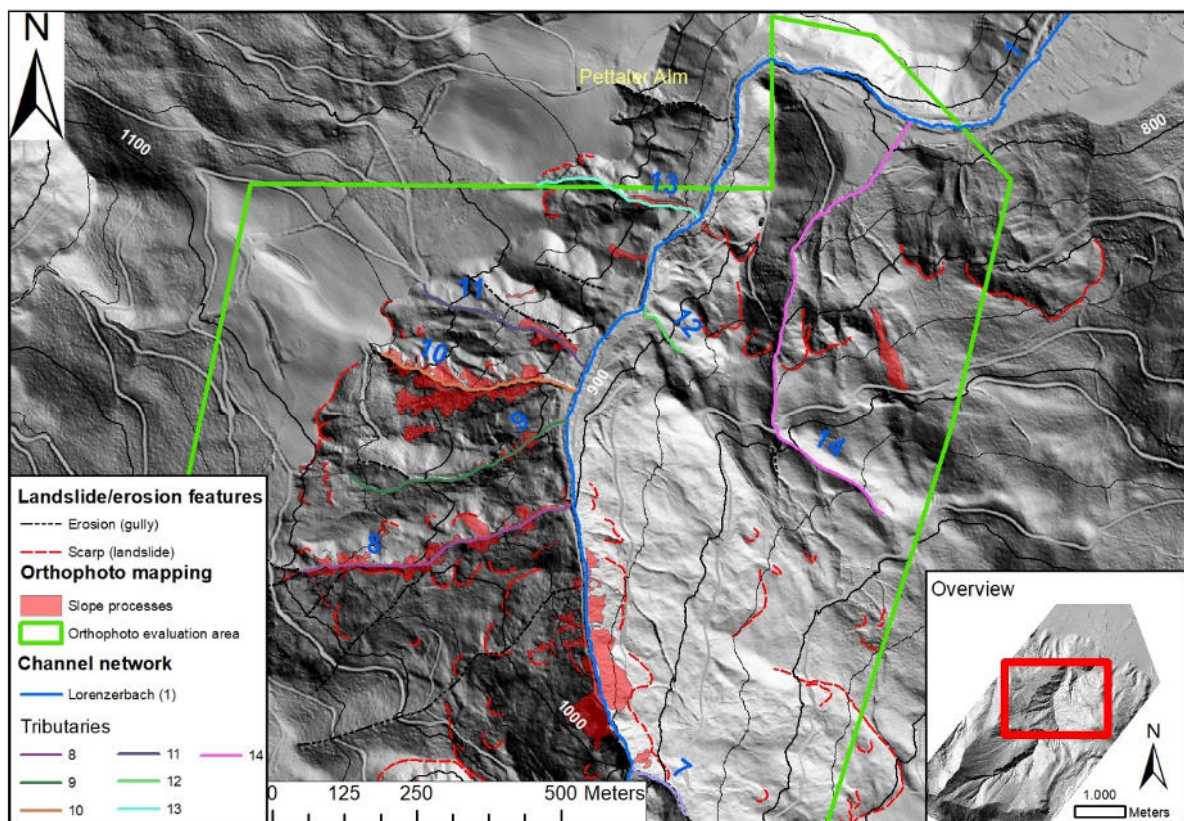 N
Pettaler Alm
1
1100
800
13
11
12
10
900
9
14
8
1000
7
Landslide/erosion features
Erosion (gully)
Scarp (landslide)
Orthophoto mapping
Slope processes
Orthophoto evaluation area
Channel network
Lorenzerbach (1)
Tributaries
8 11 14
9 12
10 13
0 125 250 500 Meters
Overview
N
1.000
Meters